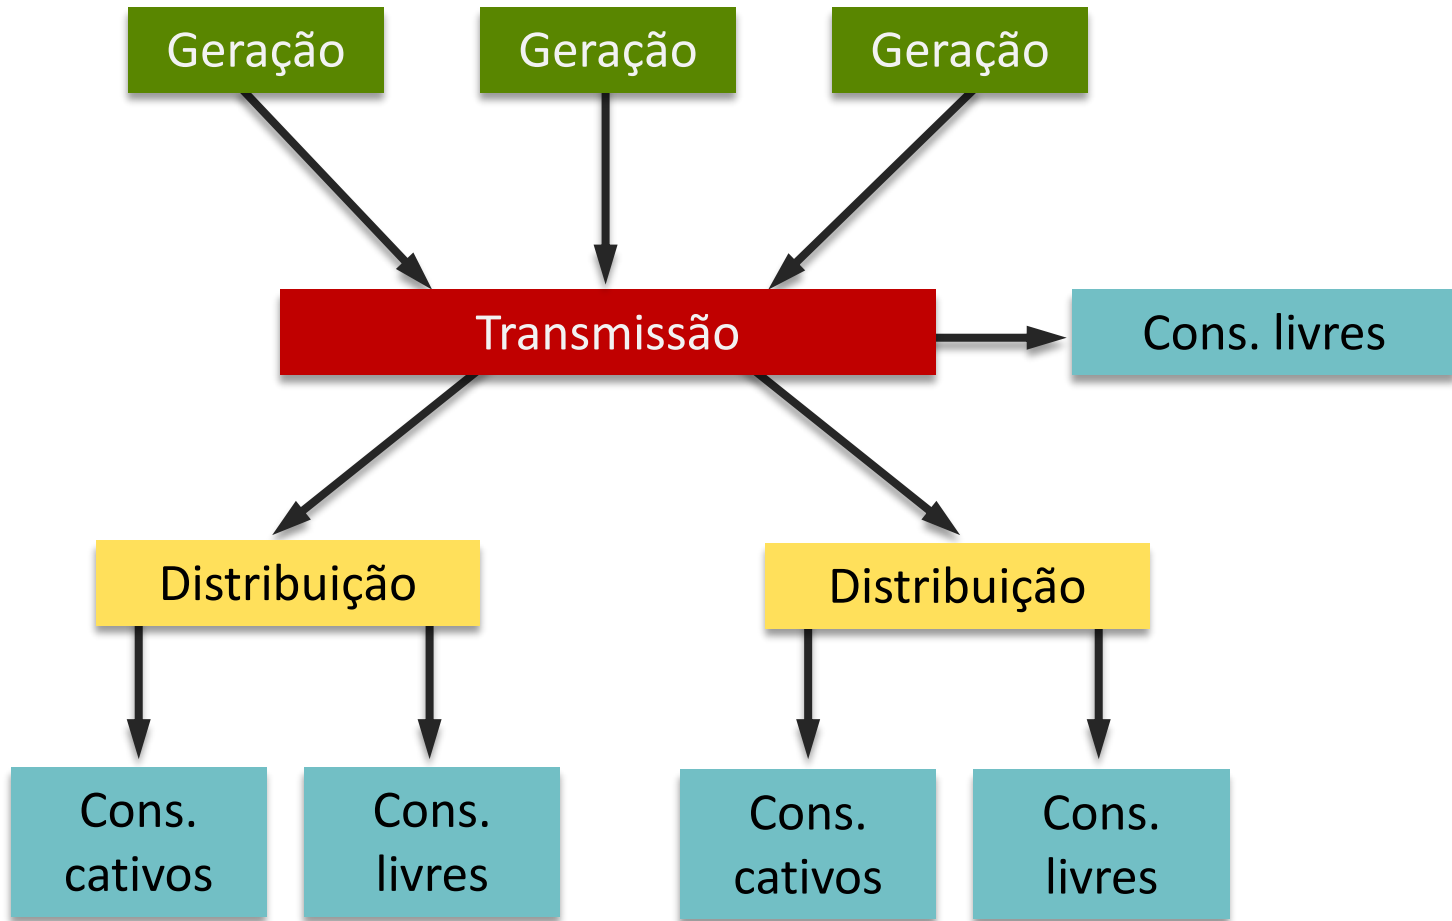 Geração
Geração
Geração
Transmissão
Cons. livres
Distribuição
Distribuição
Cons.
cativos
Cons.
livres
Cons.
cativos
Cons.
livres